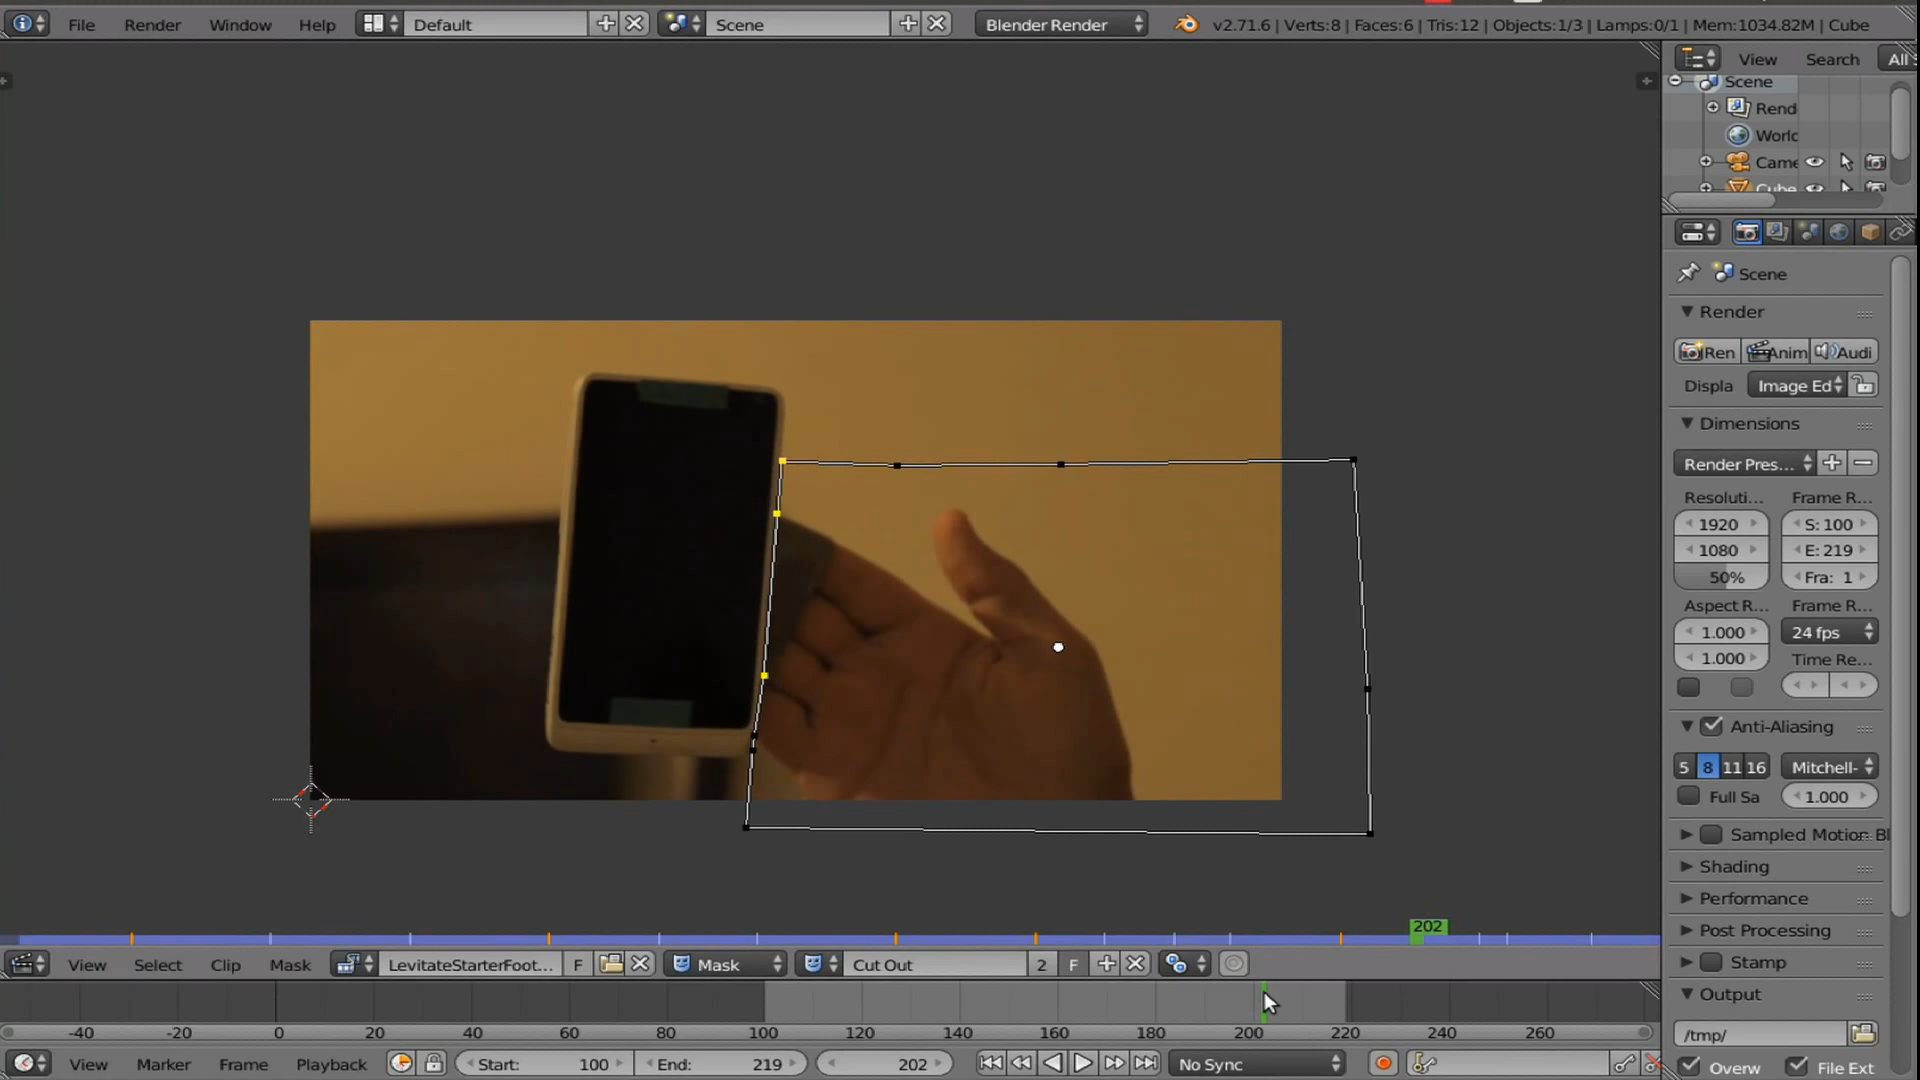 File Render Window Help Default Scene Blender Render v2.71.6 | Verts:8 | Faces:6 | Tris:12 | Objects:1/3 | Lamps:0/1 | Mem:1034.82M | Cube
View Search All
Scene
Rend
World
Came
Cube
Scene
Render
Ren Anim Audi
Displa Image Ed
Dimensions
Render Pres...
Resoluti... Frame R...
1920 S: 100
1080 E: 219
50% Fra: 1
Aspect R... Frame R...
1.000 24 fps
1.000 Time Re...
Anti-Aliasing
5 8 11 16 Mitchell-
Full Sa 1.000
Sampled Motion Bl
Shading
Performance
Post Processing
Stamp
Output
/tmp/
Overw File Ext
202
View Select Clip Mask LevitateStarterFoot... F Mask Cut Out 2 F
-40 -20 0 20 40 60 80 100 120 140 160 180 200 220 240 260
View Marker Frame Playback Start: 100 End: 219 202 No Sync